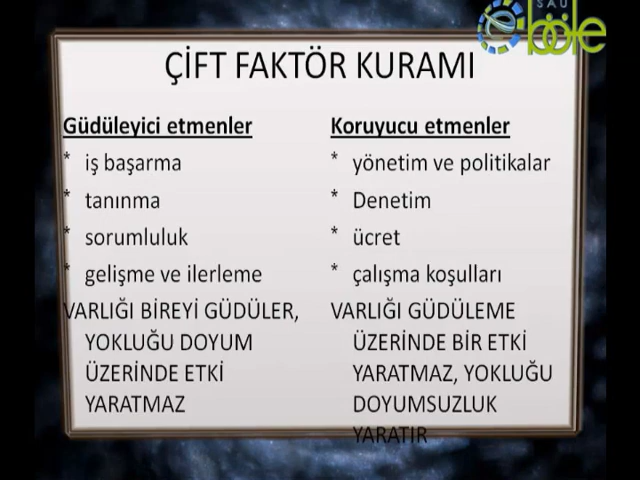 SAU
eböte
ÇİFT FAKTÖR KURAMI
Güdüleyici etmenler
* iş başarma
* tanınma
* sorumluluk
* gelişme ve ilerleme
VARLIĞI BİREYİ GÜDÜLER,
YOKLUĞU DOYUM
ÜZERİNDE ETKİ
YARATMAZ
Koruyucu etmenler
* yönetim ve politikalar
* Denetim
* ücret
* çalışma koşulları
VARLIĞI GÜDÜLEME
ÜZERİNDE BİR ETKİ
YARATMAZ, YOKLUĞU
DOYUMSUZLUK
YARATIR